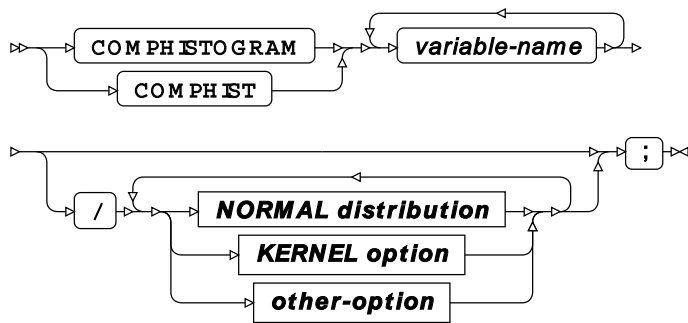 COMPHISTOGRAM
variable-name
COMPHIST
;
/
NORMAL distribution
KERNEL option
other-option